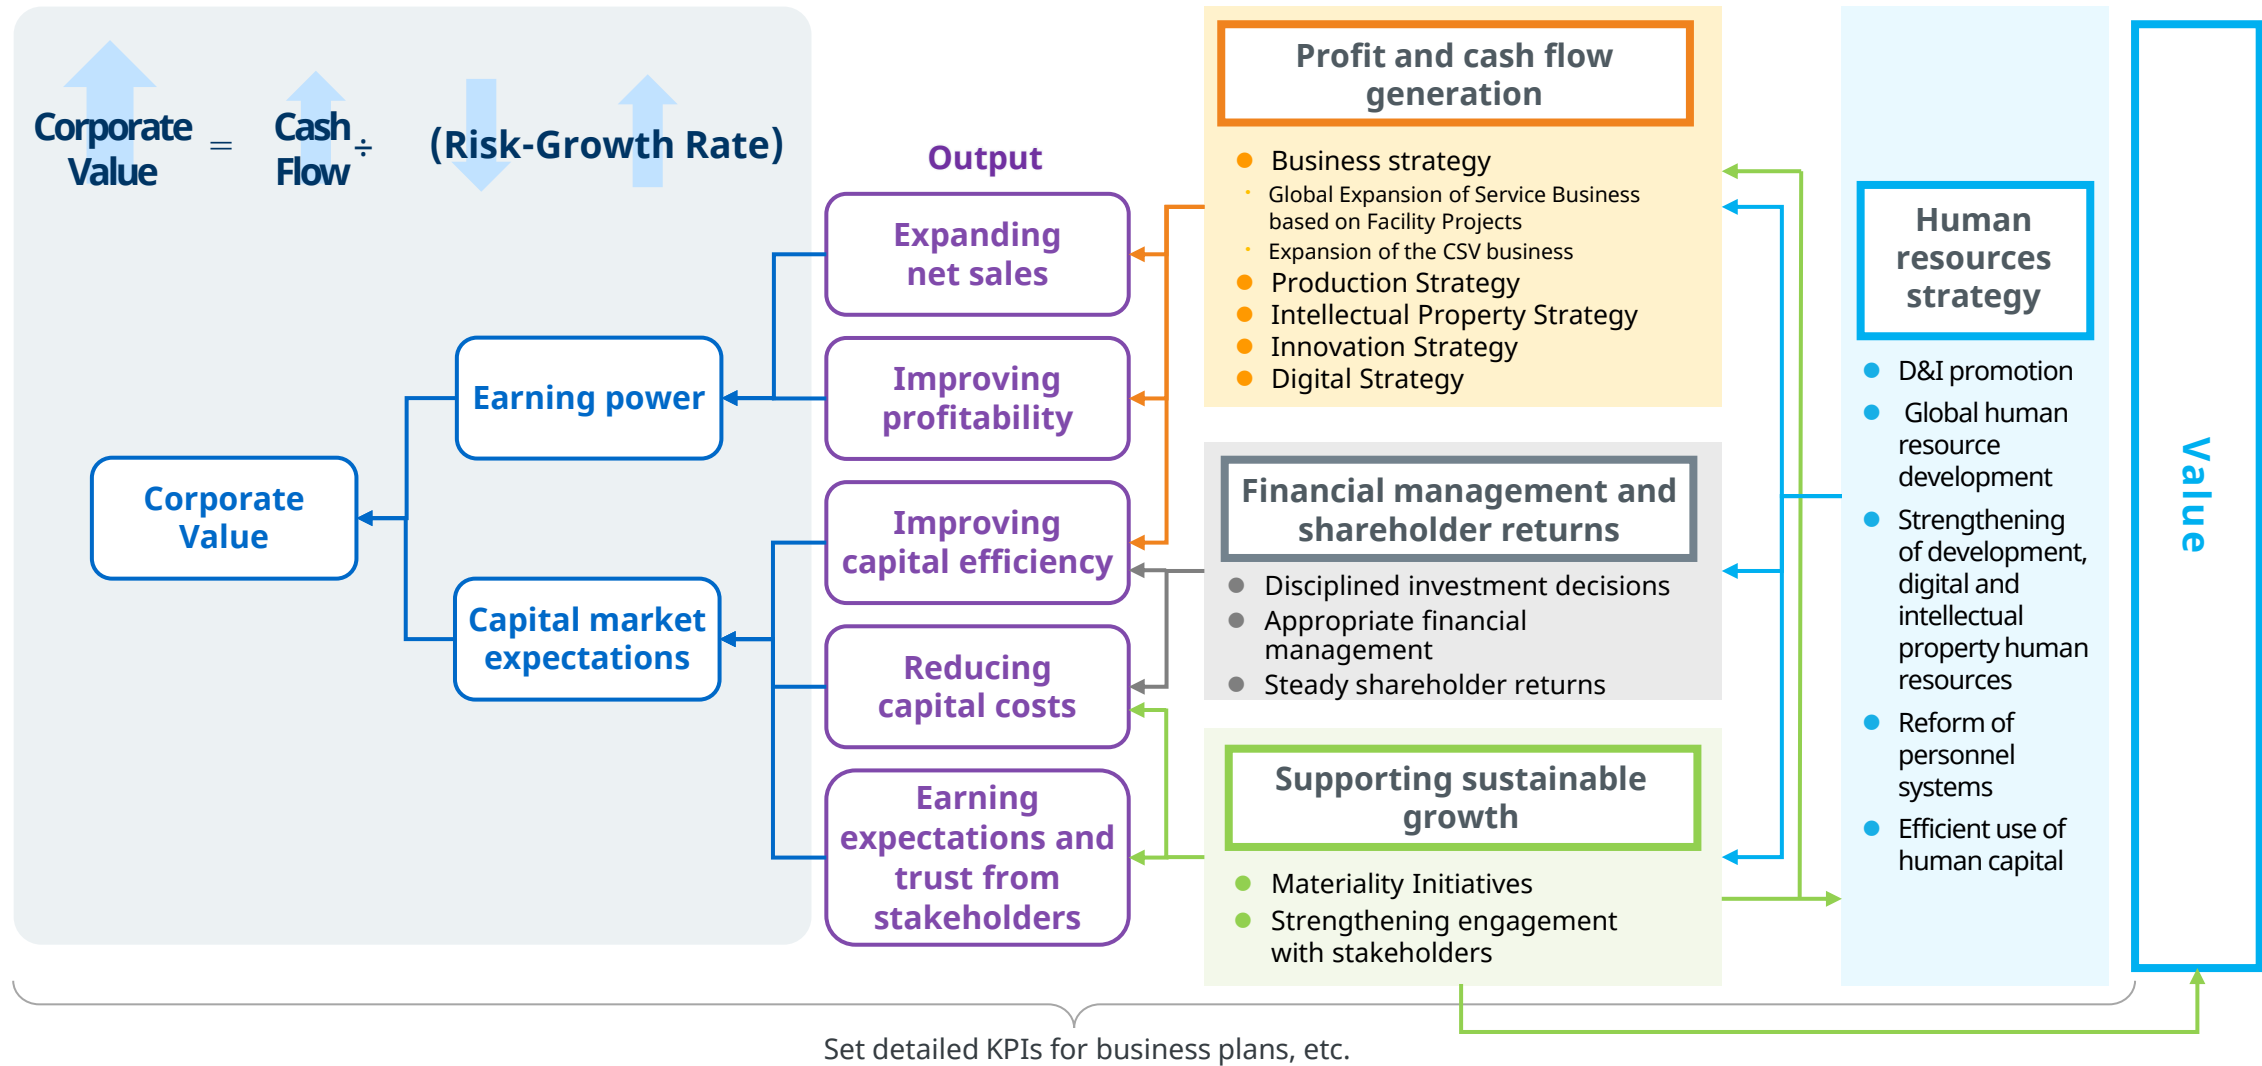 Corporate
Value
=
Cash
Flow
÷
(Risk-Growth Rate)
Output
Expanding
net sales
Improving
profitability
Improving
capital efficiency
Reducing
capital costs
Earning
expectations and
trust from
stakeholders
Earning power
Capital market
expectations
Corporate
Value
Profit and cash flow
generation
Business strategy
Global Expansion of Service Business
based on Facility Projects
Expansion of the CSV business
Production Strategy
Intellectual Property Strategy
Innovation Strategy
Digital Strategy
Financial management and
shareholder returns
Disciplined investment decisions
Appropriate financial
management
Steady shareholder returns
Supporting sustainable
growth
Materiality Initiatives
Strengthening engagement
with stakeholders
Human
resources
strategy
D&I promotion
Global human
resource
development
Strengthening
of development,
digital and
intellectual
property human
resources
Reform of
personnel
systems
Efficient use of
human capital
Value
Set detailed KPIs for business plans, etc.